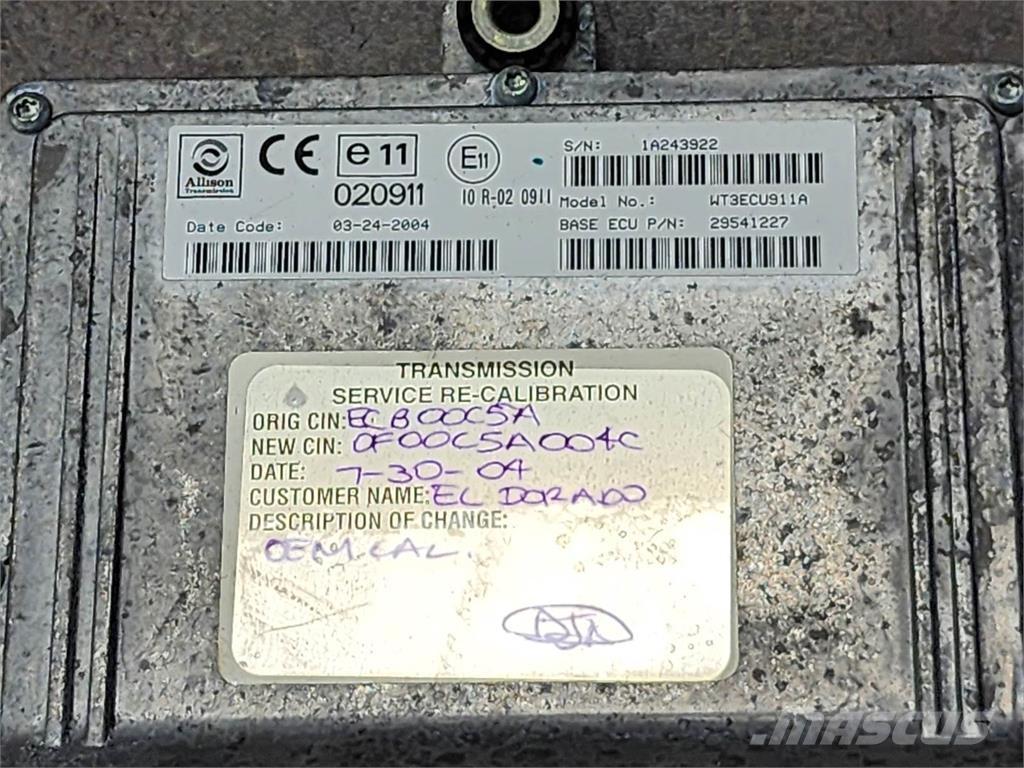 Allison
Transmission
CE
e11
020911
E11
10 R-02 0911
S/N: 1A243922
Model No.: WT3ECU911A
Date Code: 03-24-2004
BASE ECU P/N: 29541227
TRANSMISSION
SERVICE RE-CALIBRATION
ORIG CIN: ECB00C5A
NEW CIN: 0F00C5A004C
DATE: 7-30-04
CUSTOMER NAME: EL DORADO
DESCRIPTION OF CHANGE:
OEM CAL.
MASCUS